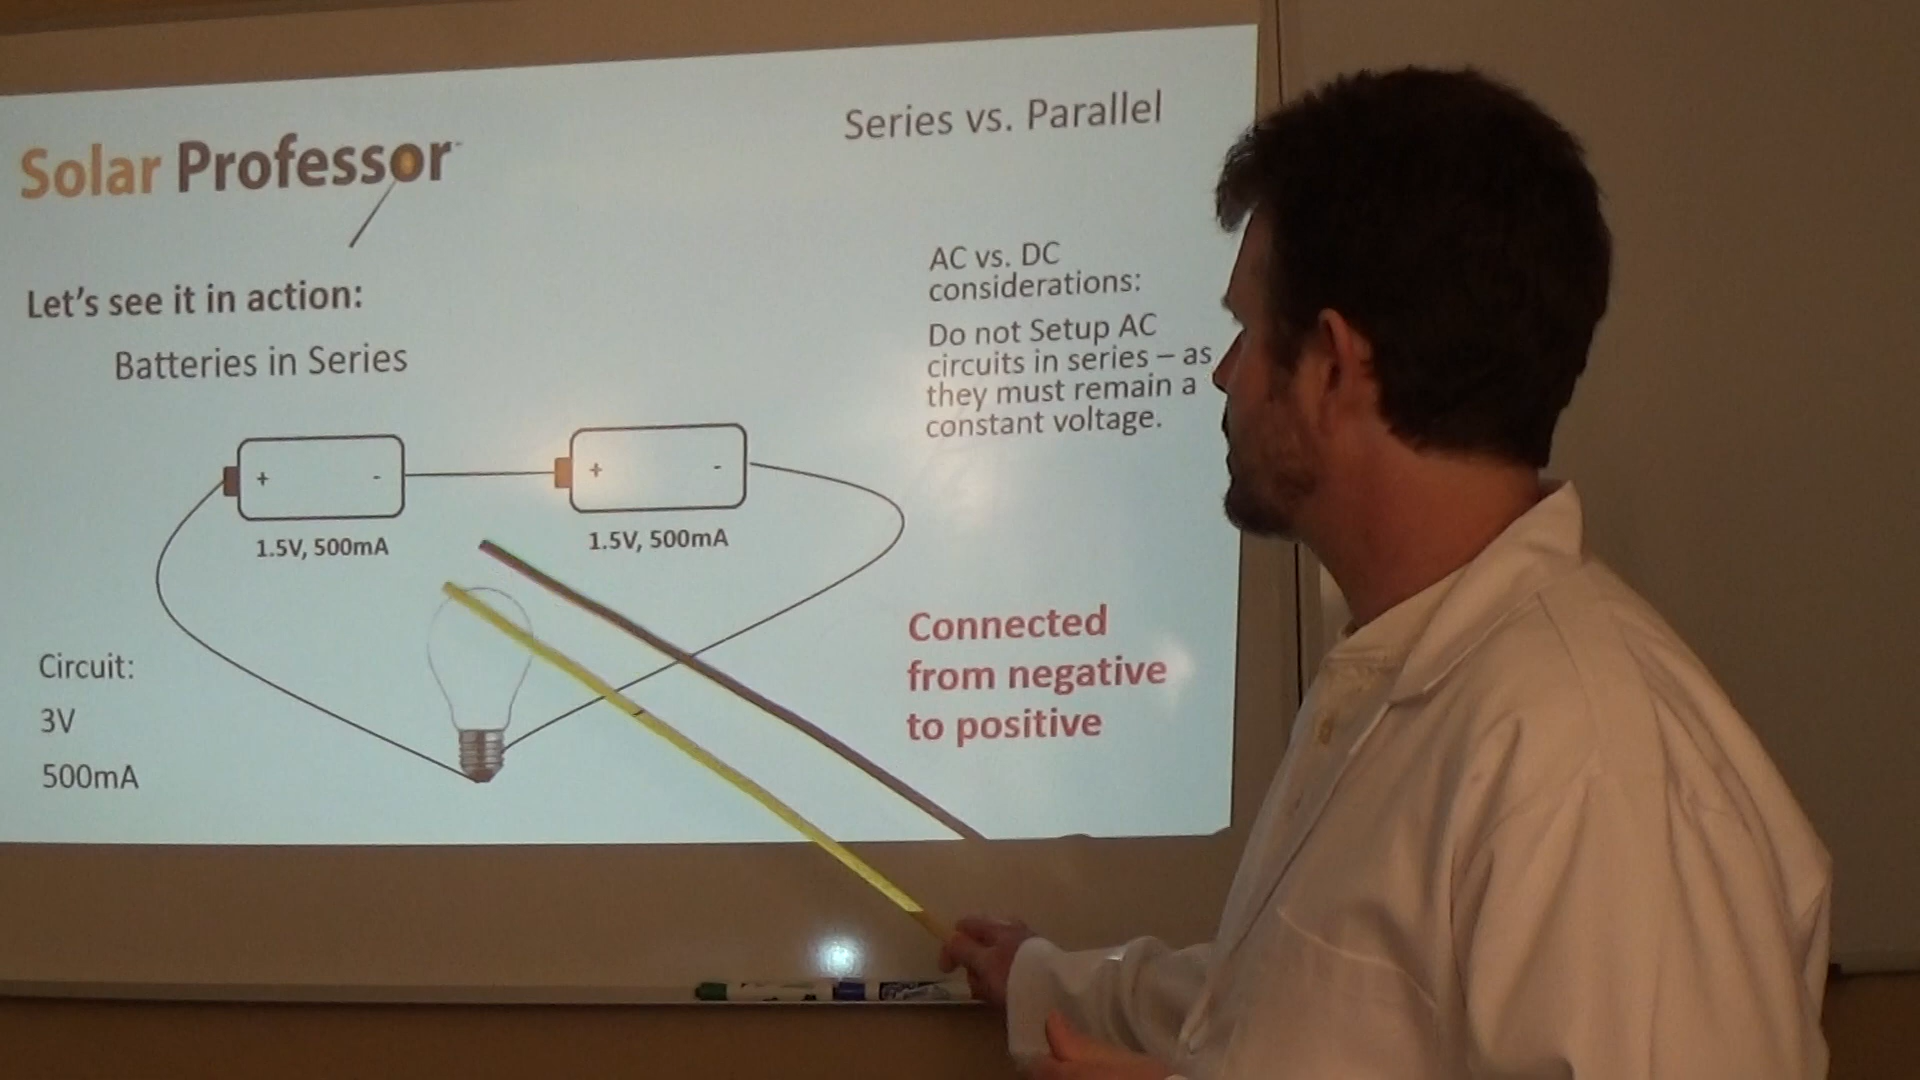 Solar Professor
Series vs. Parallel
Let's see it in action:
Batteries in Series
AC vs. DC
considerations:
Do not Setup AC
circuits in series – as
they must remain a
constant voltage.
+ -
+ -
1.5V, 500mA
1.5V, 500mA
Circuit:
3V
500mA
Connected
from negative
to positive